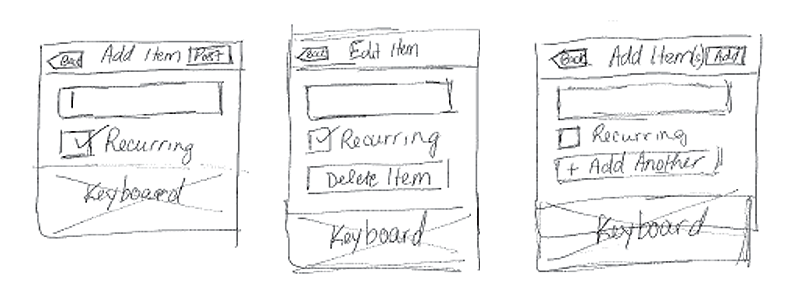 Back Add Item Post
Recurring
Keyboard
Back Edit Item
Recurring
Delete Item
Keyboard
Back Add Item(s) Add
Recurring
+ Add Another
Keyboard